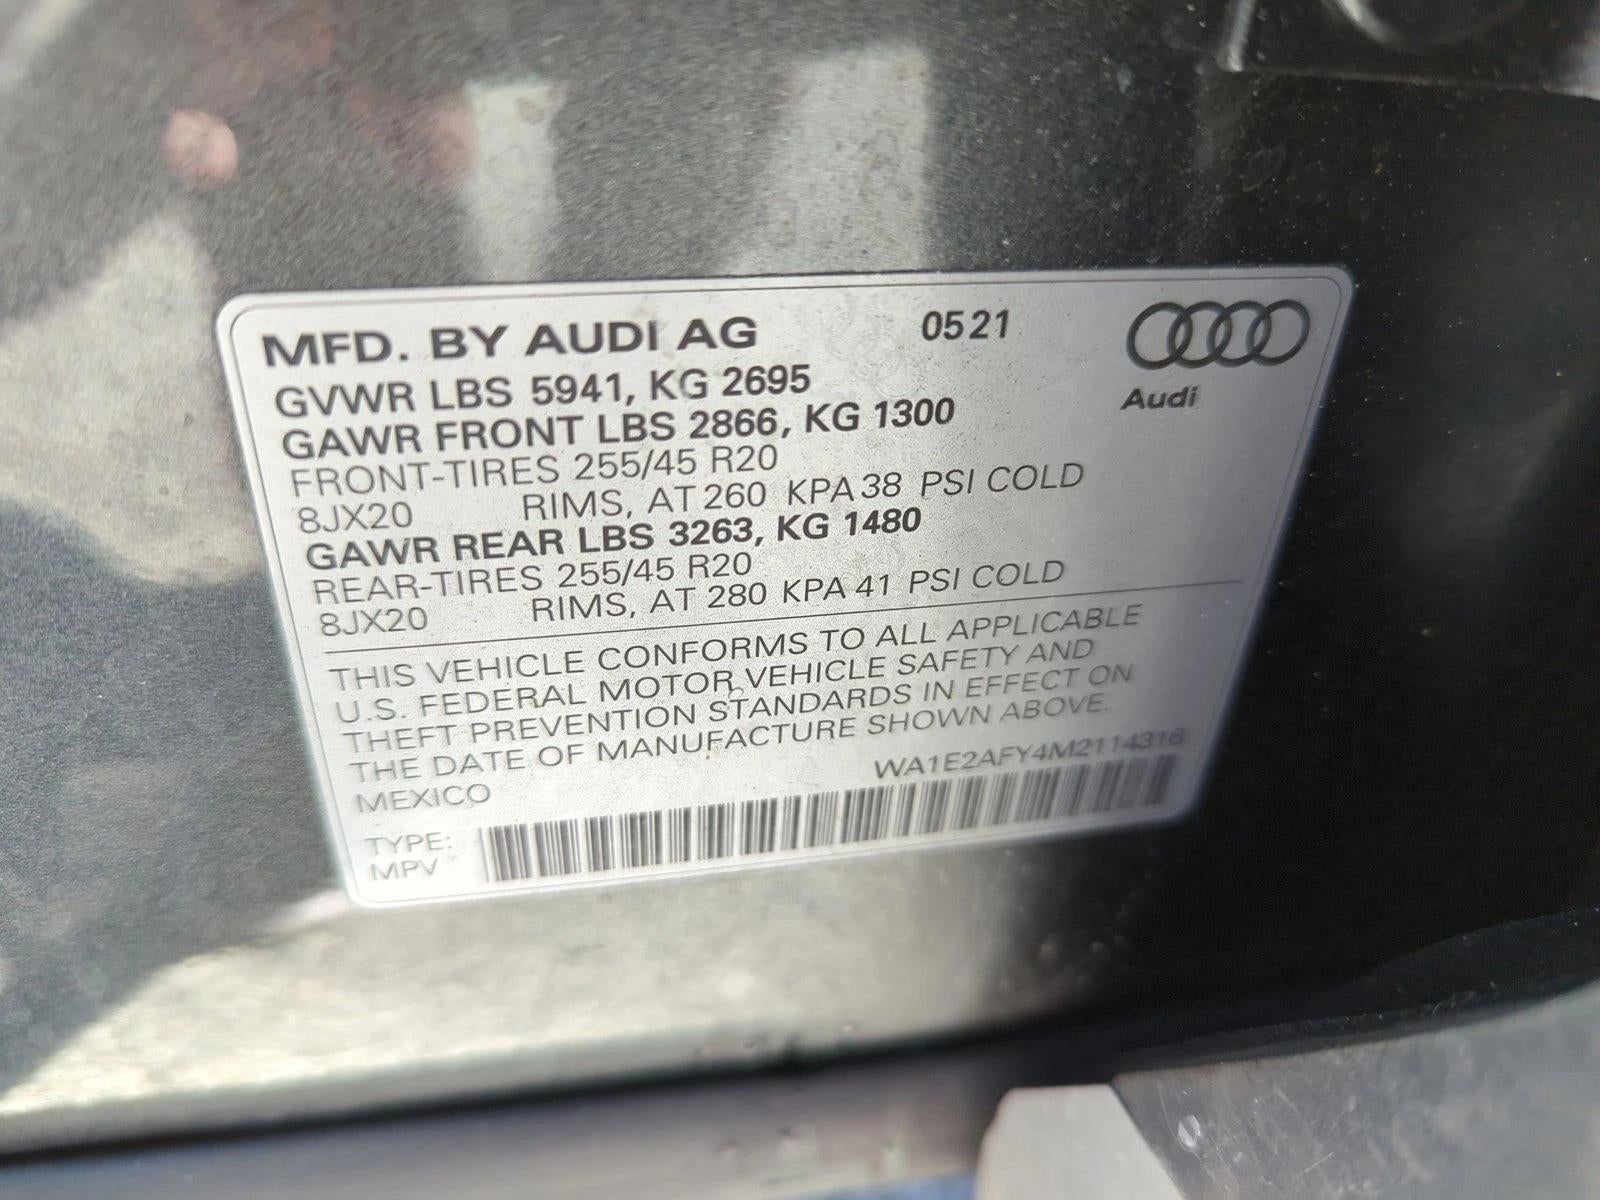 MFD. BY AUDI AG 0521
Audi
GVWR LBS 5941, KG 2695
GAWR FRONT LBS 2866, KG 1300
FRONT-TIRES 255/45 R20
8JX20 RIMS, AT 260 KPA 38 PSI COLD
GAWR REAR LBS 3263, KG 1480
REAR-TIRES 255/45 R20
8JX20 RIMS, AT 280 KPA 41 PSI COLD
THIS VEHICLE CONFORMS TO ALL APPLICABLE
U.S. FEDERAL MOTOR VEHICLE SAFETY AND
THEFT PREVENTION STANDARDS IN EFFECT ON
THE DATE OF MANUFACTURE SHOWN ABOVE.
MEXICO WA1E2AFY4M2114316
TYPE:
MPV